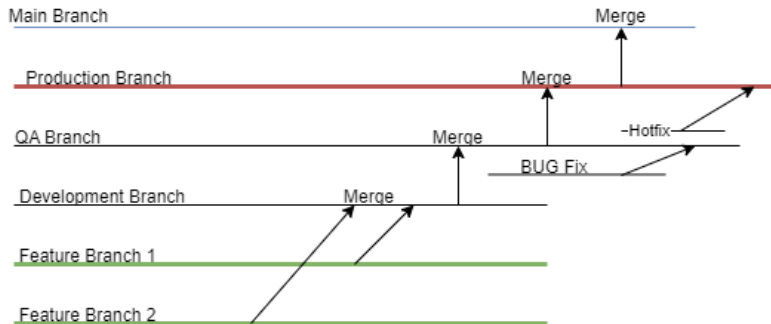 Main Branch Merge
Production Branch Merge
-Hotfix
QA Branch Merge
BUG Fix
Development Branch Merge
Feature Branch 1
Feature Branch 2